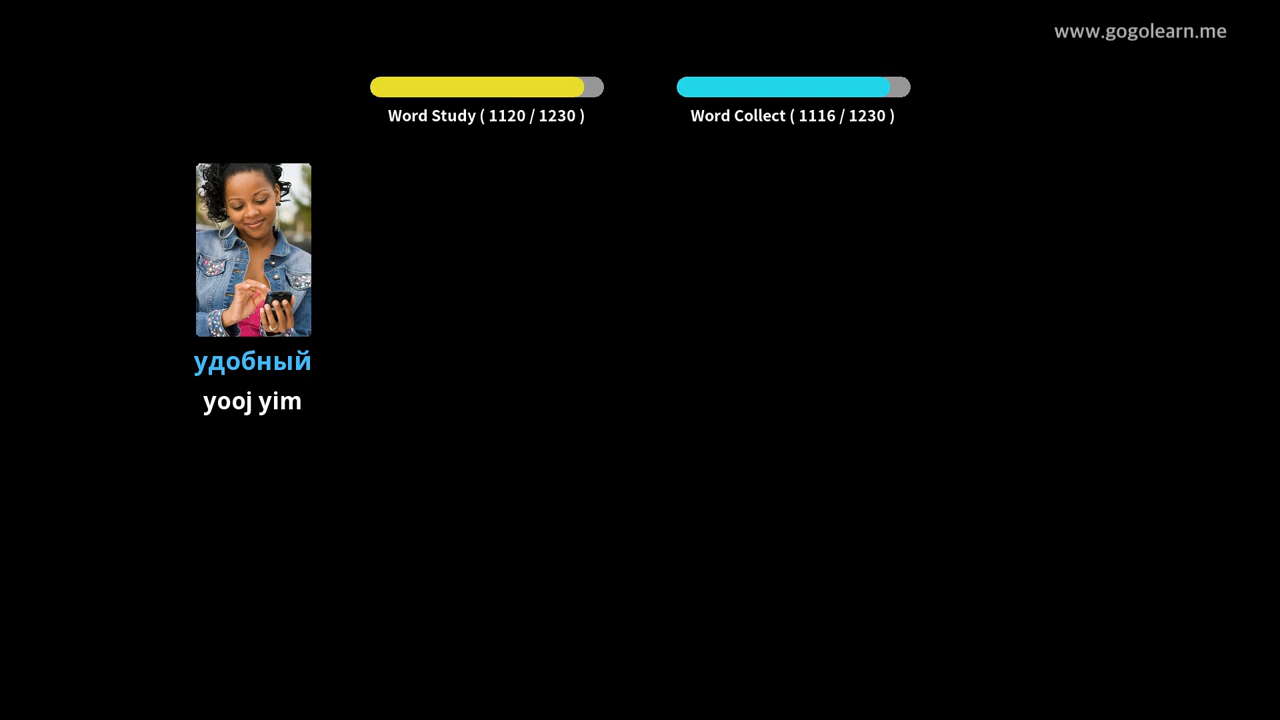 www.gogolearn.me
Word Study ( 1120 / 1230 )
Word Collect ( 1116 / 1230 )
удобный
yooj yim